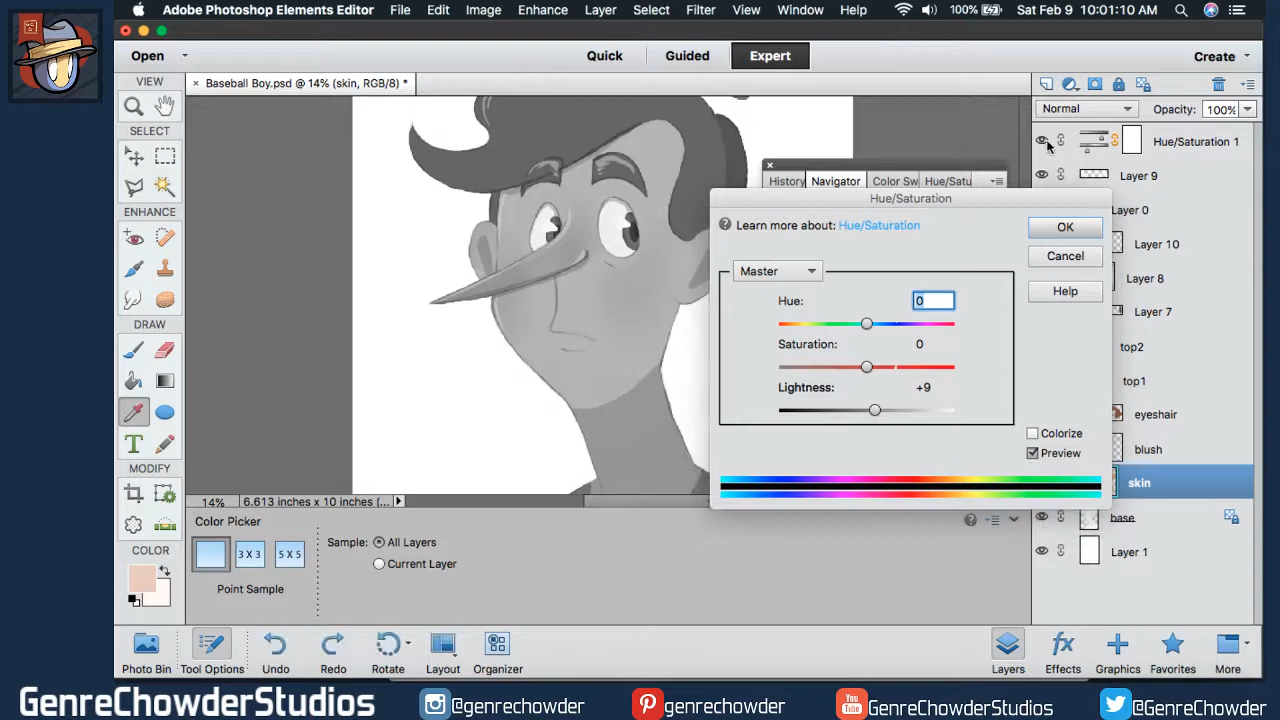 Adobe Photoshop Elements Editor File Edit Image Enhance Layer Select Filter View Window Help 100% Sat Feb 9 10:01:10 AM
Open Quick Guided Expert Create
VIEW
× Baseball Boy.psd @ 14% (skin, RGB/8) *
Normal Opacity: 100%
SELECT
Hue/Saturation 1
Layer 9
History Navigator Color Sw Hue/Satu
Hue/Saturation
Layer 0
ENHANCE
Learn more about: Hue/Saturation
OK
Layer 10
Cancel
Master
Layer 8
Help
Hue: 0
Layer 7
DRAW
Saturation: 0
top2
Lightness: +9
top1
eyeshair
Colorize
blush
Preview
MODIFY
skin
14% 6.613 inches x 10 inches (...
base
Color Picker
Sample: All Layers
COLOR
3 X 3 5 X 5
Current Layer
Layer 1
Point Sample
Photo Bin Tool Options Undo Redo Rotate Layout Organizer Layers Effects Graphics Favorites More
GenreChowderStudios @genrechowder genrechowder You Tube GenreChowderStudios @GenreChowder